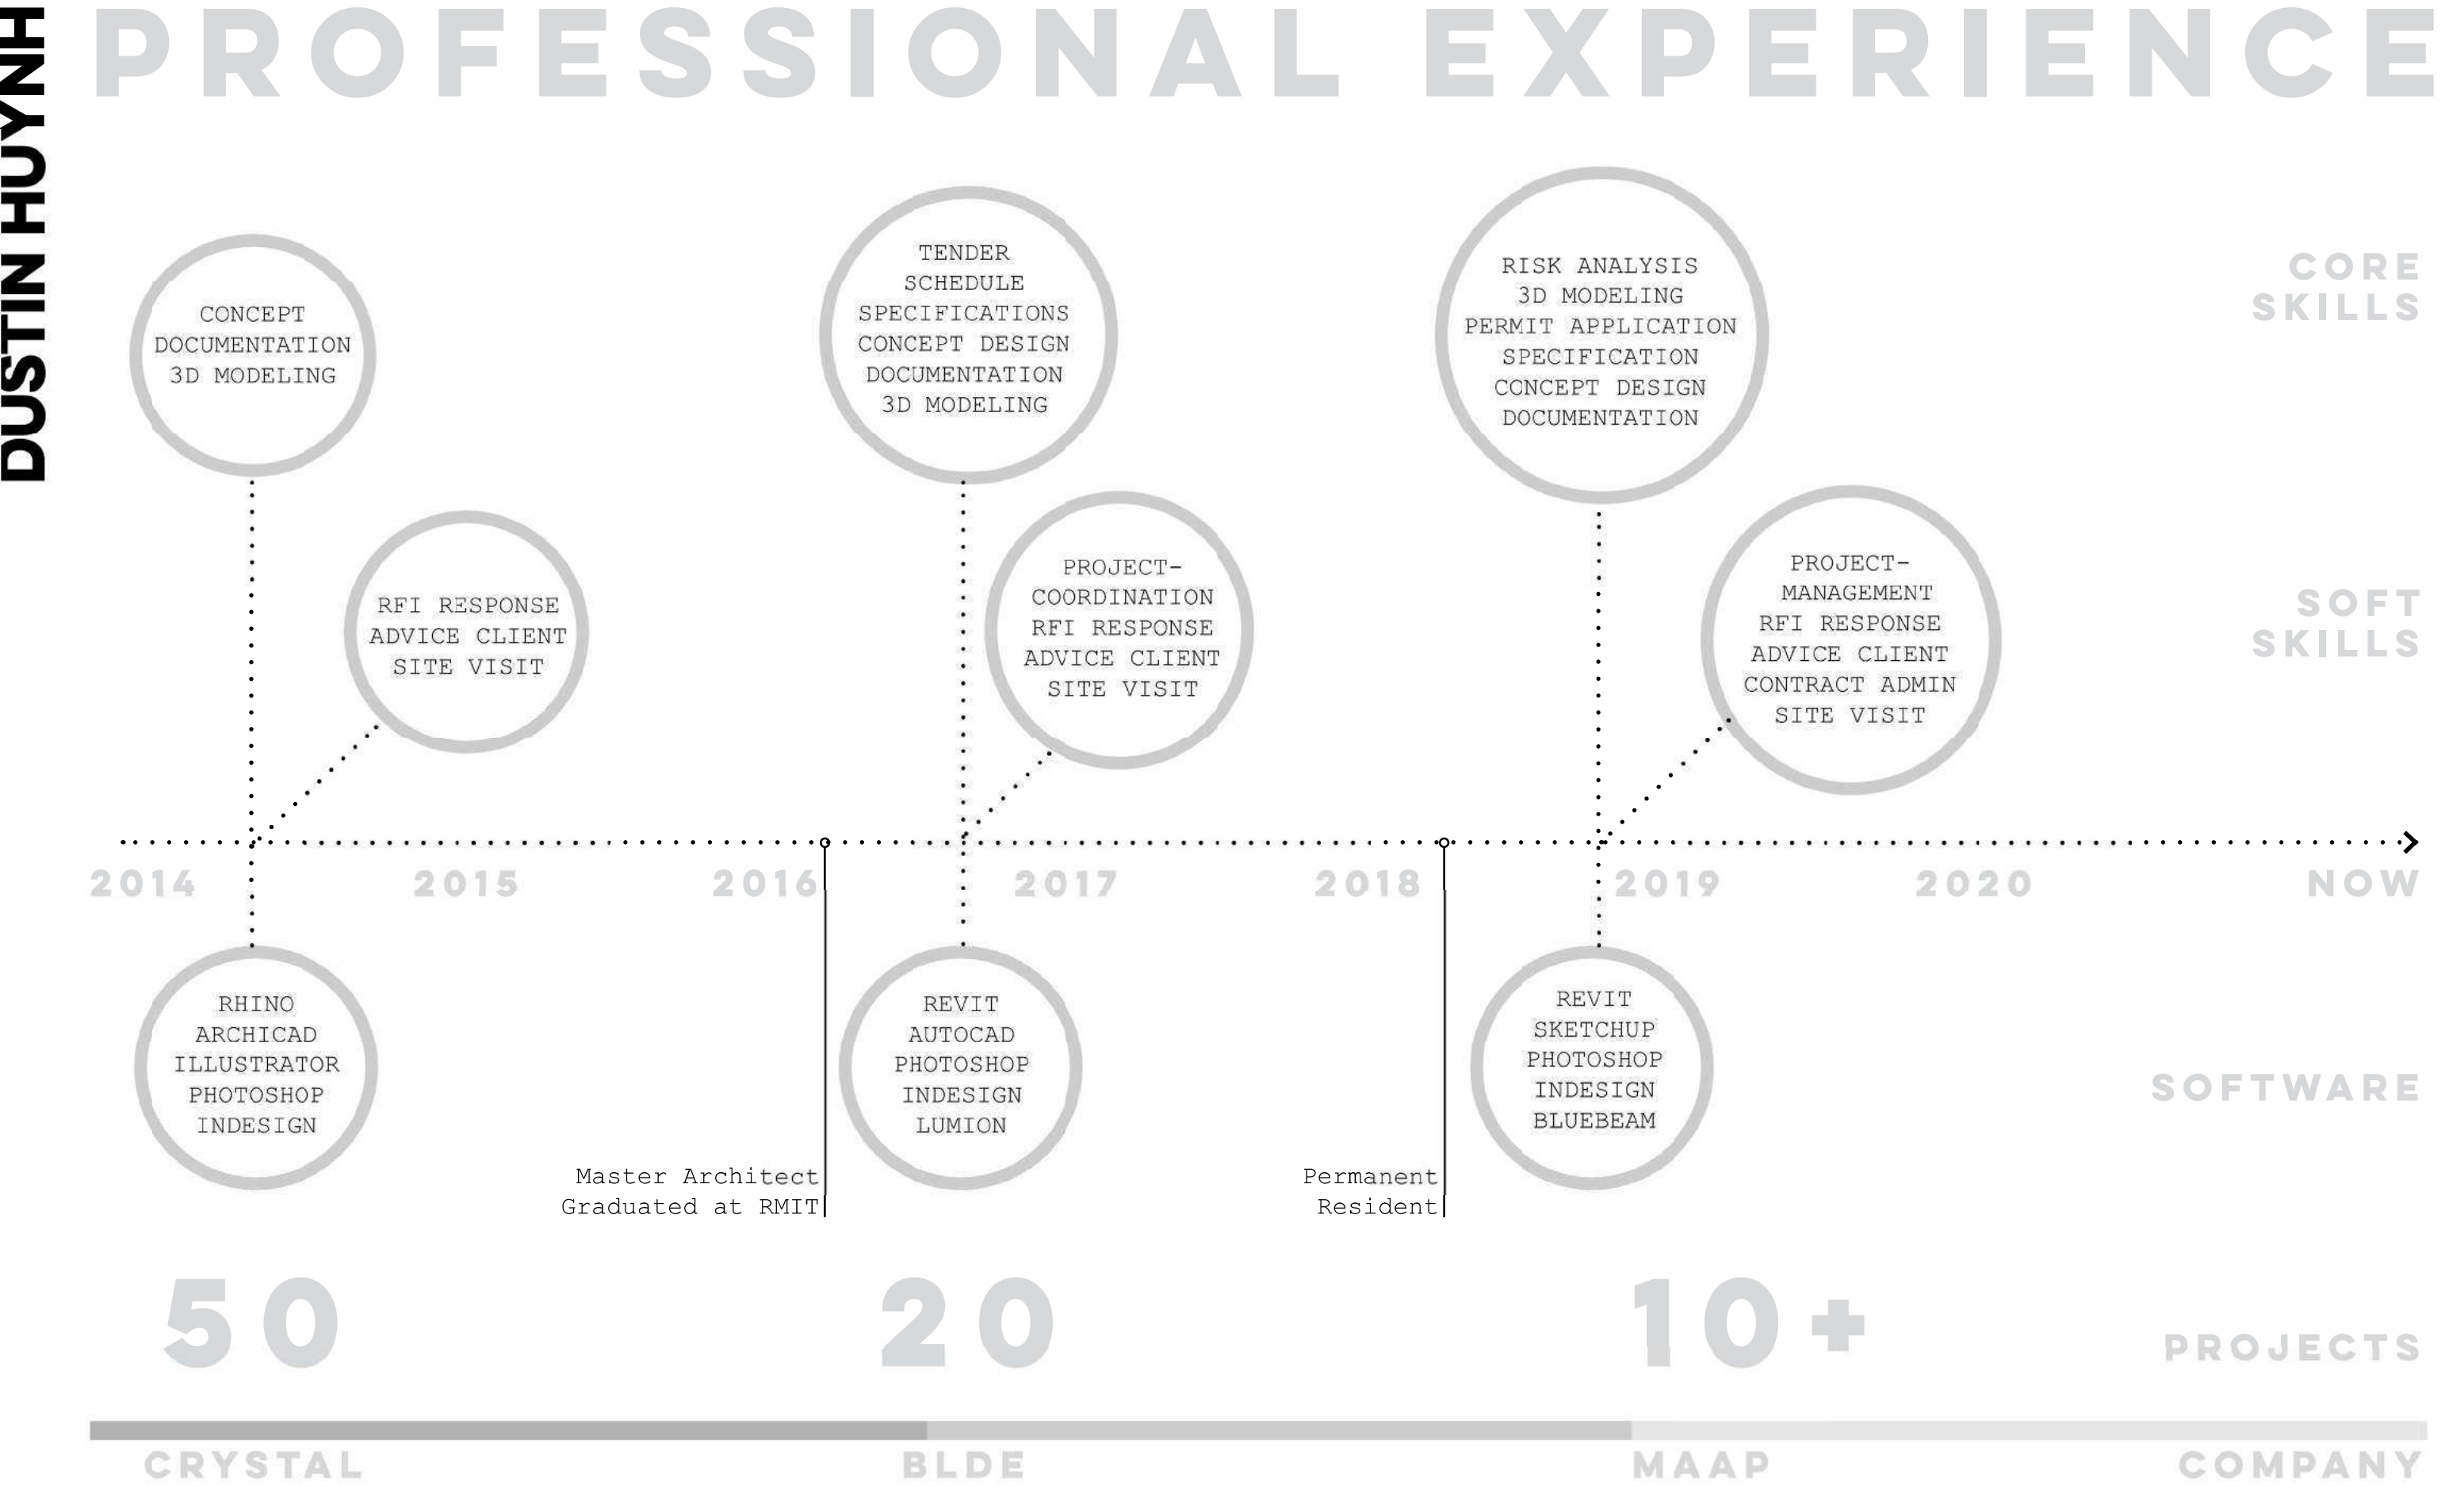 PROFESSIONAL EXPERIENCE
DUSTIN HUYNH
CONCEPT
DOCUMENTATION
3D MODELING
TENDER
SCHEDULE
SPECIFICATIONS
CONCEPT DESIGN
DOCUMENTATION
3D MODELING
RISK ANALYSIS
3D MODELING
PERMIT APPLICATION
SPECIFICATION
CONCEPT DESIGN
DOCUMENTATION
CORE
SKILLS
RFI RESPONSE
ADVICE CLIENT
SITE VISIT
PROJECT-
COORDINATION
RFI RESPONSE
ADVICE CLIENT
SITE VISIT
PROJECT-
MANAGEMENT
RFI RESPONSE
ADVICE CLIENT
CONTRACT ADMIN
SITE VISIT
SOFT
SKILLS
2014 2015 2016 2017 2018 2019 2020 NOW
RHINO
ARCHICAD
ILLUSTRATOR
PHOTOSHOP
INDESIGN
REVIT
AUTOCAD
PHOTOSHOP
INDESIGN
LUMION
REVIT
SKETCHUP
PHOTOSHOP
INDESIGN
BLUEBEAM
SOFTWARE
Master Architect
Graduated at RMIT
Permanent
Resident
50 20 10+ PROJECTS
CRYSTAL BLDE MAAP COMPANY